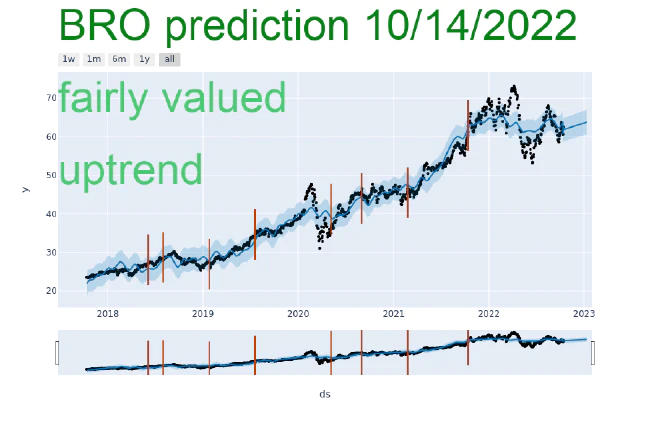 BRO prediction 10/14/2022
1w 1m 6m 1y all
fairly valued
uptrend
70
60
50
40
30
20
y
2018 2019 2020 2021 2022 2023
ds